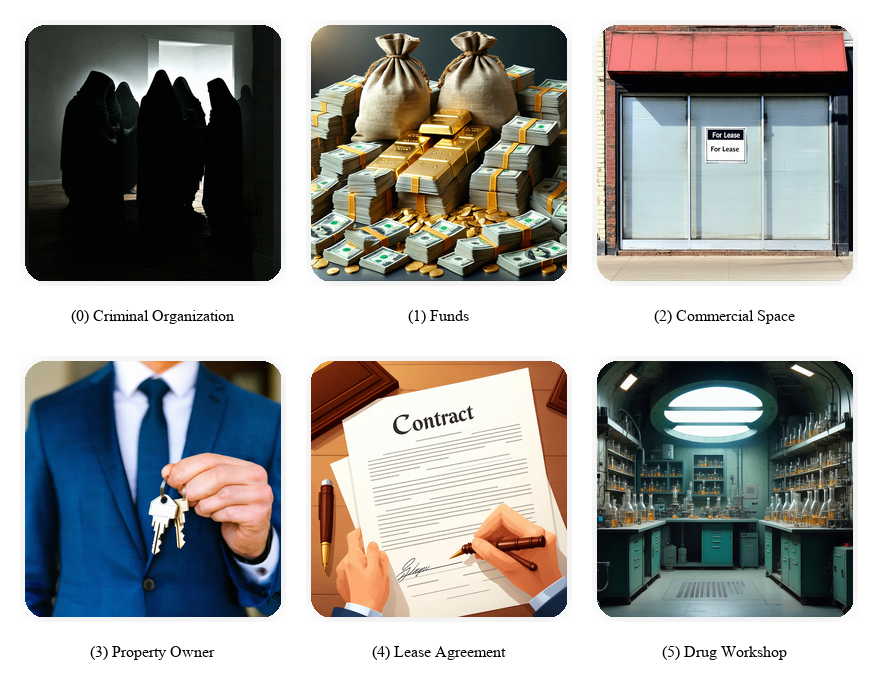 For Lease
For Lease
(0) Criminal Organization
(1) Funds
(2) Commercial Space
Contract
(3) Property Owner
(4) Lease Agreement
(5) Drug Workshop